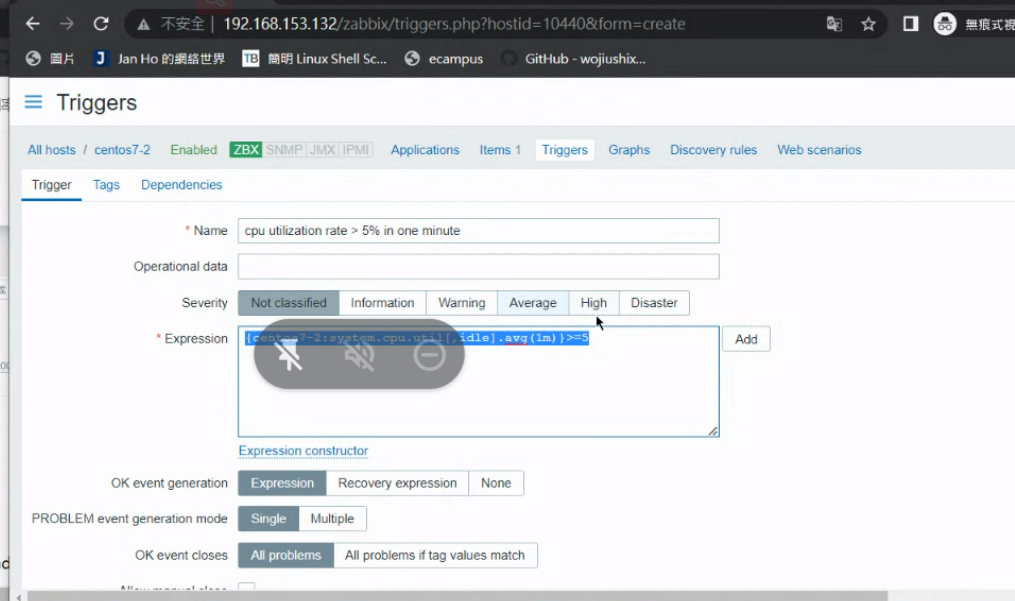 不安全 | 192.168.153.132/zabbix/triggers.php?hostid=10440&form=create 無痕式視
圖片 J Jan Ho 的網絡世界 TB 簡明 Linux Shell Sc... ecampus GitHub - wojiushix...
Triggers
All hosts / centos7-2 Enabled ZBX SNMP JMX IPMI Applications Items 1 Triggers Graphs Discovery rules Web scenarios
Trigger Tags Dependencies
* Name cpu utilization rate > 5% in one minute
Operational data
Severity Not classified Information Warning Average High Disaster
* Expression {centos7-2:system.cpu.util[,idle].avg(1m)}>=5 Add
Expression constructor
OK event generation Expression Recovery expression None
PROBLEM event generation mode Single Multiple
OK event closes All problems All problems if tag values match
Allow manual close